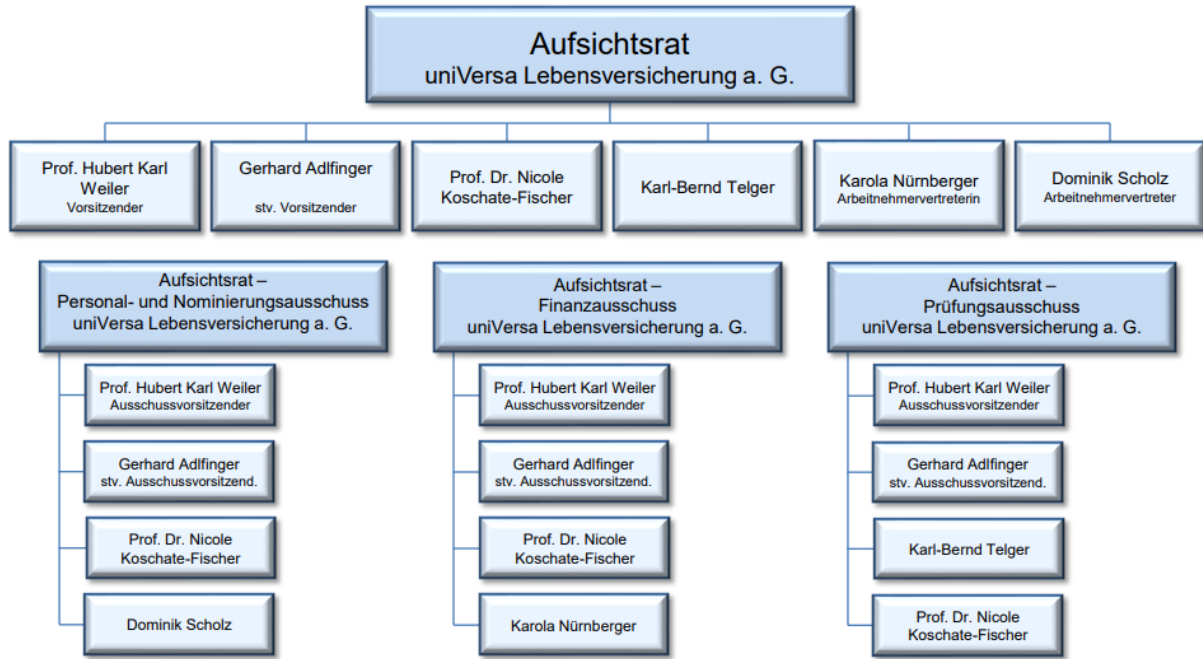 Aufsichtsrat
uniVersa Lebensversicherung a. G.
Prof. Hubert Karl
Weiler
Vorsitzender
Gerhard Adlfinger
stv. Vorsitzender
Prof. Dr. Nicole
Koschate-Fischer
Karl-Bernd Telger
Karola Nürnberger
Arbeitnehmervertreterin
Dominik Scholz
Arbeitnehmervertreter
Aufsichtsrat –
Personal- und Nominierungsausschuss
uniVersa Lebensversicherung a. G.
Prof. Hubert Karl Weiler
Ausschussvorsitzender
Gerhard Adlfinger
stv. Ausschussvorsitzend.
Prof. Dr. Nicole
Koschate-Fischer
Dominik Scholz
Aufsichtsrat –
Finanzausschuss
uniVersa Lebensversicherung a. G.
Prof. Hubert Karl Weiler
Ausschussvorsitzender
Gerhard Adlfinger
stv. Ausschussvorsitzend.
Prof. Dr. Nicole
Koschate-Fischer
Karola Nürnberger
Aufsichtsrat –
Prüfungsausschuss
uniVersa Lebensversicherung a. G.
Prof. Hubert Karl Weiler
Ausschussvorsitzender
Gerhard Adlfinger
stv. Ausschussvorsitzend.
Karl-Bernd Telger
Prof. Dr. Nicole
Koschate-Fischer